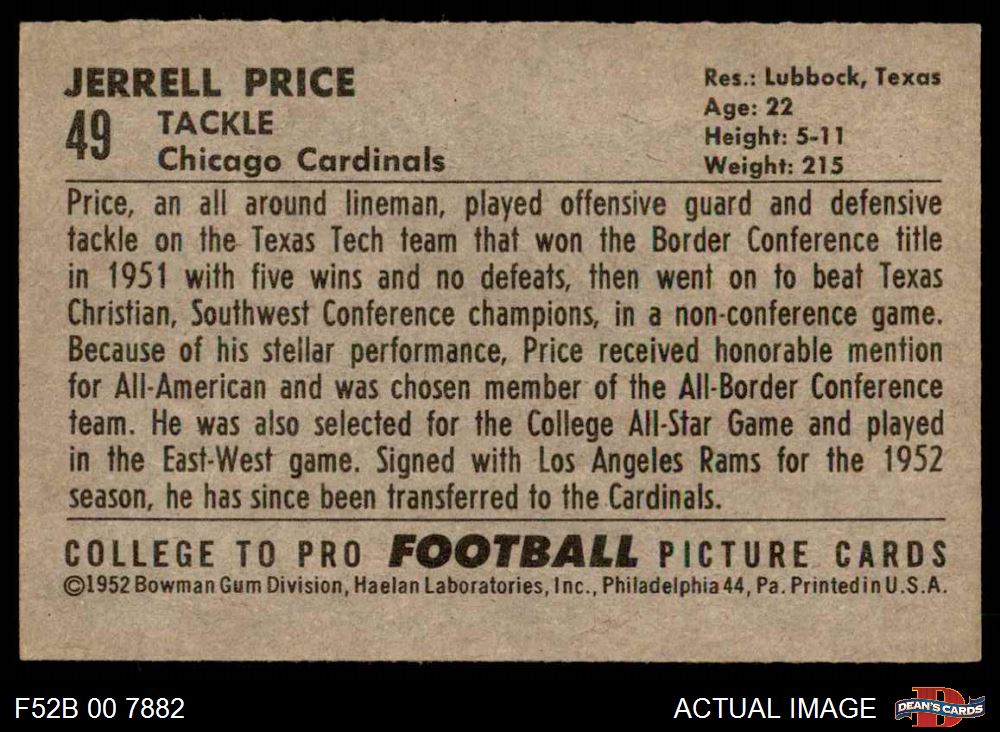 JERRELL PRICE
49
TACKLE
Chicago Cardinals
Res.: Lubbock, Texas
Age: 22
Height: 5-11
Weight: 215
Price, an all around lineman, played offensive guard and defensive
tackle on the Texas Tech team that won the Border Conference title
in 1951 with five wins and no defeats, then went on to beat Texas
Christian, Southwest Conference champions, in a non-conference game.
Because of his stellar performance, Price received honorable mention
for All-American and was chosen member of the All-Border Conference
team. He was also selected for the College All-Star Game and played
in the East-West game. Signed with Los Angeles Rams for the 1952
season, he has since been transferred to the Cardinals.
COLLEGE TO PRO FOOTBALL PICTURE CARDS
©1952 Bowman Gum Division, Haelan Laboratories, Inc., Philadelphia 44, Pa. Printed in U.S.A.
F52B 00 7882
ACTUAL IMAGE
D
DEAN'S CARDS